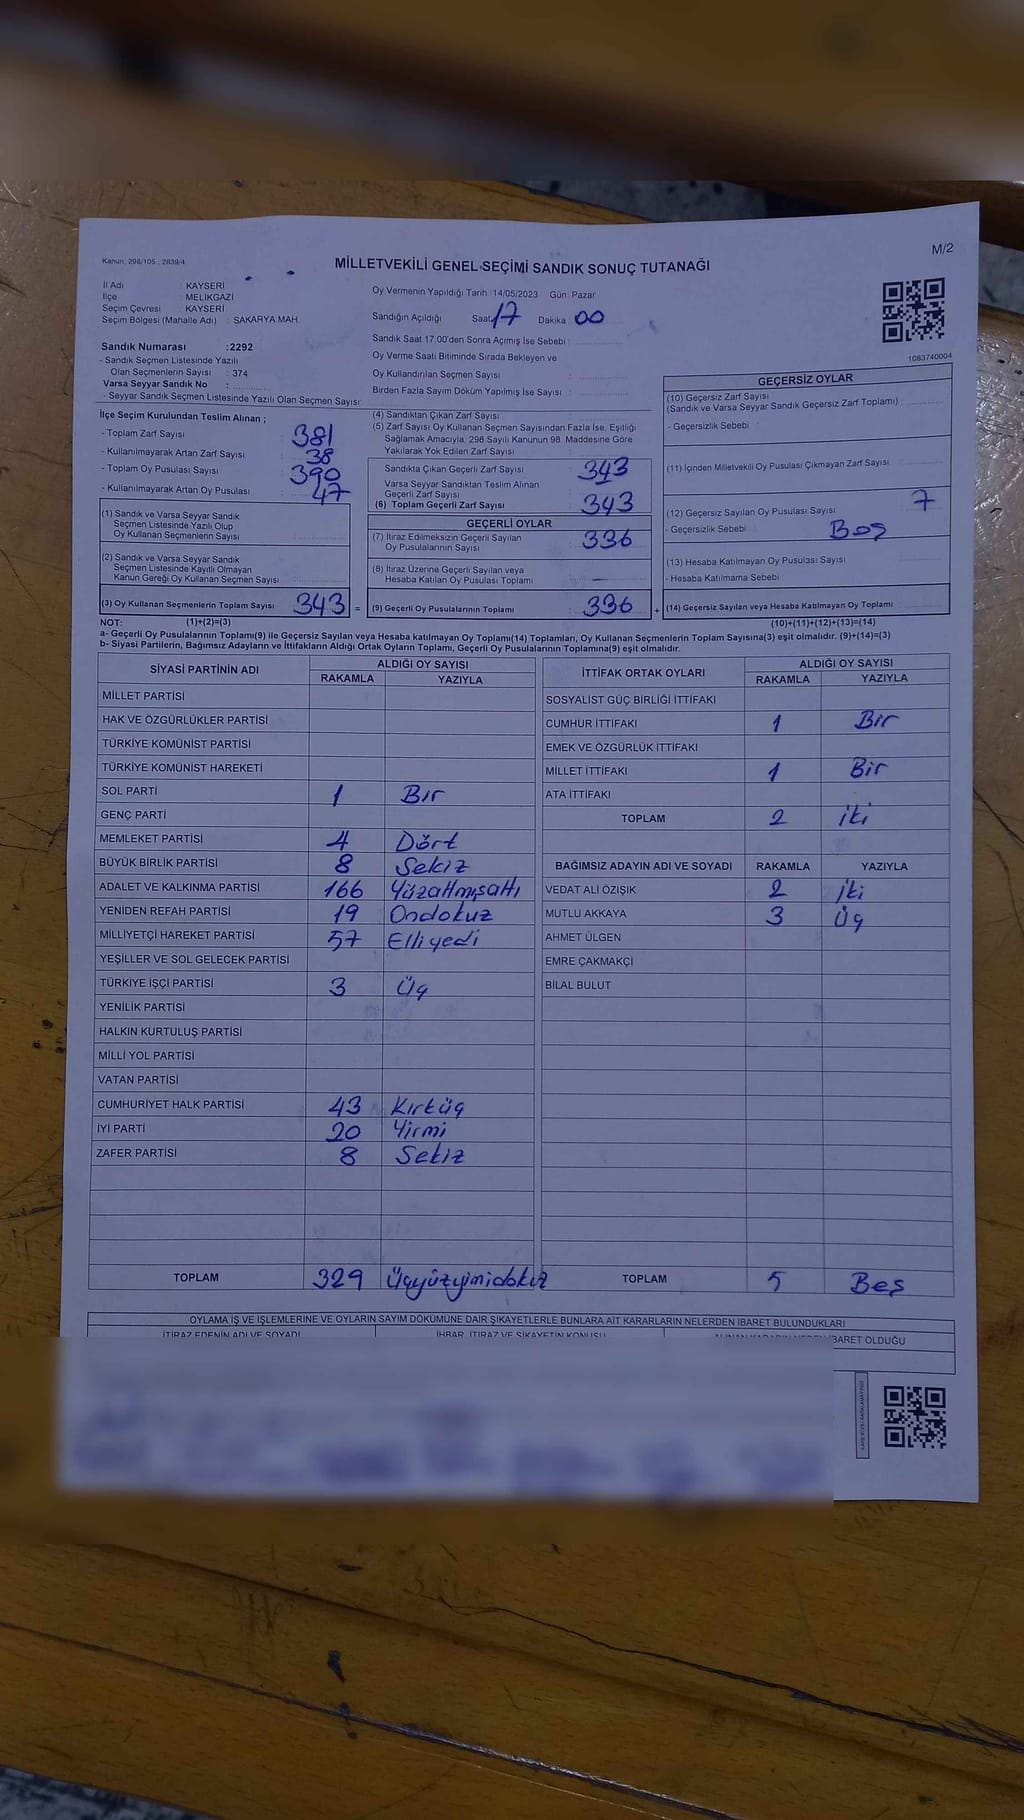 M/2
Kanun: 298/105 , 2839/4
MİLLETVEKİLİ GENEL SEÇİMİ SANDIK SONUÇ TUTANAĞI
İl Adı : KAYSERİ
İlçe MELİKGAZİ
Seçim Çevresi : KAYSERİ
Seçim Bölgesi (Mahalle Adı) : SAKARYA MAH.
Sandık Numarası :2292
- Sandık Seçmen Listesinde Yazılı
Olan Seçmenlerin Sayısı : 374
Varsa Seyyar Sandık No :
- Seyyar Sandık Seçmen Listesinde Yazılı Olan Seçmen Sayısı:
Oy Vermenin Yapıldığı Tarih :14/05/2023 Gün: Pazar
Sandığın Açıldığı Saat 17 Dakika : 00
Sandık Saat 17.00'den Sonra Açımış İse Sebebi :
Oy Verme Saati Bitiminde Sırada Bekleyen ve
Oy Kullandırılan Seçmen Sayısı :
Birden Fazla Sayım Döküm Yapılmış İse Sayısı :
1083740004
İlçe Seçim Kurulundan Teslim Alınan ;
- Toplam Zarf Sayısı : 381
- Kullanılmayarak Artan Zarf Sayısı : 38
- Toplam Oy Pusulası Sayısı : 390
- Kullanılmayarak Artan Oy Pusulası : 47
(1) Sandık ve Varsa Seyyar Sandık
Seçmen Listesinde Yazılı Olup
Oy Kullanan Seçmenlerin Sayısı :
(2) Sandık ve Varsa Seyyar Sandık
Seçmen Listesinde Kayıtlı Olmayan
Kanun Gereği Oy Kullanan Seçmen Sayısı :
(3) Oy Kullanan Seçmenlerin Toplam Sayısı : 343 =
(4) Sandıktan Çıkan Zarf Sayısı :
(5) Zarf Sayısı Oy Kullanan Seçmen Sayısından Fazla İse, Eşitliği
Sağlamak Amacıyla, 298 Sayılı Kanunun 98. Maddesine Göre
Yakılarak Yok Edilen Zarf Sayısı :
Sandıkta Çıkan Geçerli Zarf Sayısı : 343
Varsa Seyyar Sandıktan Teslim Alınan
Geçerli Zarf Sayısı :
(6) Toplam Geçerli Zarf Sayısı : 343
GEÇERLİ OYLAR
(7) İtiraz Edilmeksizin Geçerli Sayılan
Oy Pusulalarının Sayısı : 336
(8) İtiraz Üzerine Geçerli Sayılan veya
Hesaba Katılan Oy Pusulası Toplamı : —
(9) Geçerli Oy Pusulalarının Toplamı : 336 +
GEÇERSİZ OYLAR
(10) Geçersiz Zarf Sayısı
(Sandık ve Varsa Seyyar Sandık Geçersiz Zarf Toplamı) :
- Geçersizlik Sebebi :
(11) İçinden Milletvekili Oy Pusulası Çıkmayan Zarf Sayısı :
(12) Geçersiz Sayılan Oy Pusulası Sayısı : 7
- Geçersizlik Sebebi : Boş
(13) Hesaba Katılmayan Oy Pusulası Sayısı :
- Hesaba Katılmama Sebebi :
(14) Geçersiz Sayılan veya Hesaba Katılmayan Oy Toplamı :
NOT: (1)+(2)=(3) (10)+(11)+(12)+(13)=(14)
a- Geçerli Oy Pusulalarının Toplamı(9) ile Geçersiz Sayılan veya Hesaba katılmayan Oy Toplamı(14) Toplamları, Oy Kullanan Seçmenlerin Toplam Sayısına(3) eşit olmalıdır. (9)+(14)=(3)
b- Siyasi Partilerin, Bağımsız Adayların ve İttifakların Aldığı Ortak Oyların Toplamı, Geçerli Oy Pusulalarının Toplamına(9) eşit olmalıdır.
SİYASİ PARTİNİN ADI ALDIĞI OY SAYISI
RAKAMLA YAZIYLA
MİLLET PARTİSİ
HAK VE ÖZGÜRLÜKLER PARTİSİ
TÜRKİYE KOMÜNİST PARTİSİ
TÜRKİYE KOMÜNİST HAREKETİ
SOL PARTİ 1 Bir
GENÇ PARTİ
MEMLEKET PARTİSİ 4 Dört
BÜYÜK BİRLİK PARTİSİ 8 Sekiz
ADALET VE KALKINMA PARTİSİ 166 Yüzaltmışaltı
YENİDEN REFAH PARTİSİ 19 Ondokuz
MİLLİYETÇİ HAREKET PARTİSİ 57 Elliyedi
YEŞİLLER VE SOL GELECEK PARTİSİ
TÜRKİYE İŞÇİ PARTİSİ 3 Üç
YENİLİK PARTİSİ
HALKIN KURTULUŞ PARTİSİ
MİLLİ YOL PARTİSİ
VATAN PARTİSİ
CUMHURİYET HALK PARTİSİ 43 Kırküç
İYİ PARTİ 20 Yirmi
ZAFER PARTİSİ 8 Sekiz
TOPLAM 329 Üçyüzyimidokuz
İTTİFAK ORTAK OYLARI ALDIĞI OY SAYISI
RAKAMLA YAZIYLA
SOSYALİST GÜÇ BİRLİĞİ İTTİFAKI
CUMHUR İTTİFAKI 1 Bir
EMEK VE ÖZGÜRLÜK İTTİFAKI
MİLLET İTTİFAKI 1 Bir
ATA İTTİFAKI
TOPLAM 2 iki
BAĞIMSIZ ADAYIN ADI VE SOYADI RAKAMLA YAZIYLA
VEDAT ALİ ÖZIŞIK 2 iki
MUTLU AKKAYA 3 Üç
AHMET ÜLGEN
EMRE ÇAKMAKÇİ
BİLAL BULUT
TOPLAM 5 Beş
OYLAMA İŞ VE İŞLEMLERİNE VE OYLARIN SAYIM DÖKÜMÜNE DAİR ŞİKAYETLERLE BUNLARA AİT KARARLARIN NELERDEN İBARET BULUNDUKLARI
İTİRAZ EDENİN ADI VE SOYADI İHBAR, İTİRAZ VE ŞİKAYETİN KONUSU ALINAN KARARIN NEDEN İBARET OLDUĞU